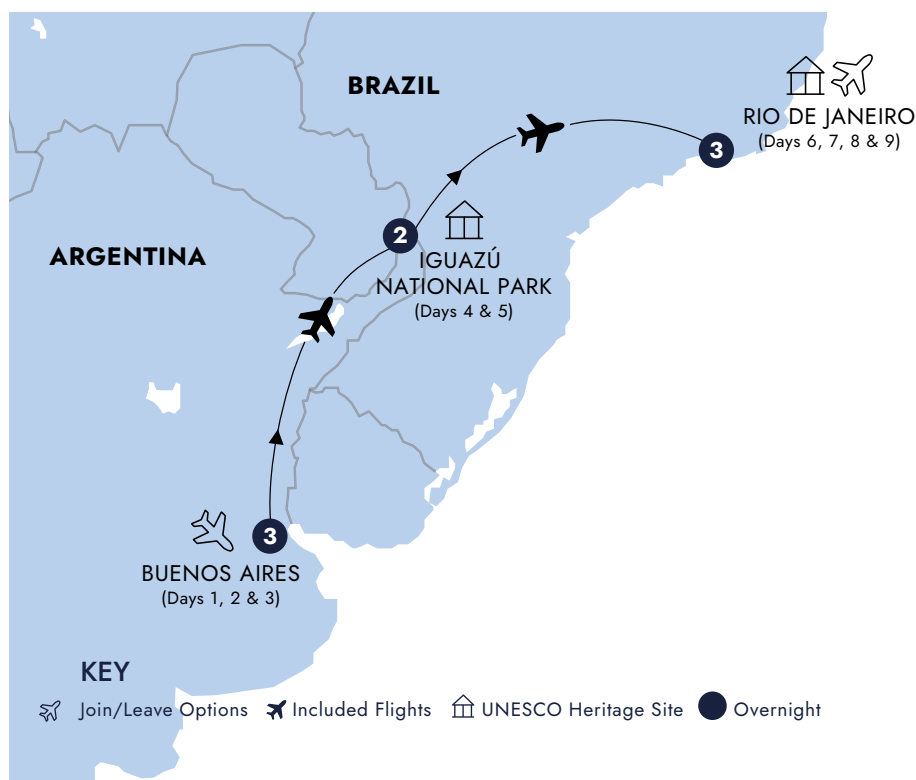 BRAZIL
RIO DE JANEIRO
(Days 6, 7, 8 & 9)
3
2
ARGENTINA
IGUAZÚ
NATIONAL PARK
(Days 4 & 5)
3
BUENOS AIRES
(Days 1, 2 & 3)
KEY
Join/Leave Options
Included Flights
UNESCO Heritage Site
Overnight